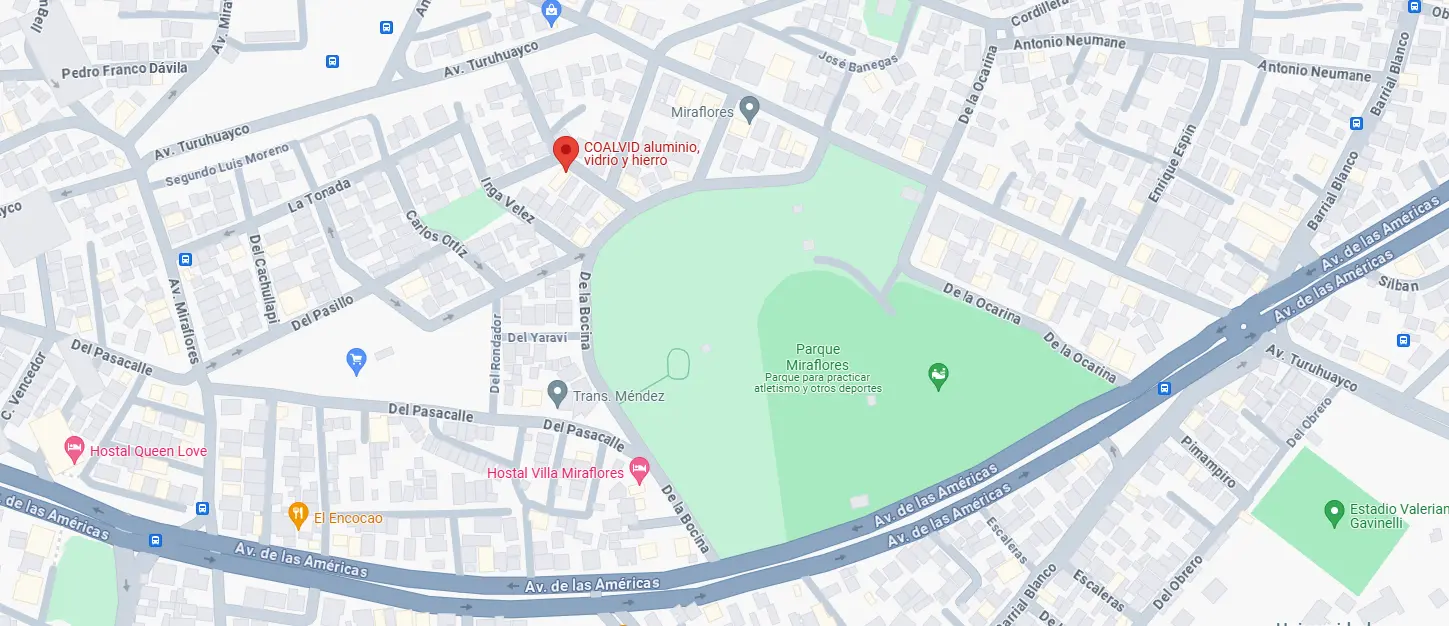 Cordillera
Antonio Neumane
Antonio Neumane
Barrial Blanco
Pedro Franco Dávila
Av. Turuhuayco
José Banegas
De la Ocarina
Miraflores
Av. Turuhuayco
Segundo Luis Moreno
COALVID aluminio,
vidrio y hierro
Enrique Espín
Barrial Blanco
La Tonada
Inga Velez
Carlos Ortiz
Av. de las Américas
Av. de las Américas
Silban
Del Cachullapi
Av. Miraflores
Del Pasillo
De la Bocina
De la Ocarina
De la Ocarina
Del Rondador
Del Yaravi
Del Pasacalle
C. Vencedor
Parque
Miraflores
Parque para practicar
atletismo y otros deportes
Av. Turuhuayco
Trans. Méndez
Del Pasacalle
Del Pasacalle
Del Obrero
Hostal Queen Love
Hostal Villa Miraflores
Pimampiro
De la Bocina
Av. de las Américas
Av. de las Américas
El Encocao
Estadio Valerian
Gavinelli
de las Américas
Av. de las Américas
Av. de las Américas
Escaleras
Escaleras
Barrial Blanco
Del Obrero